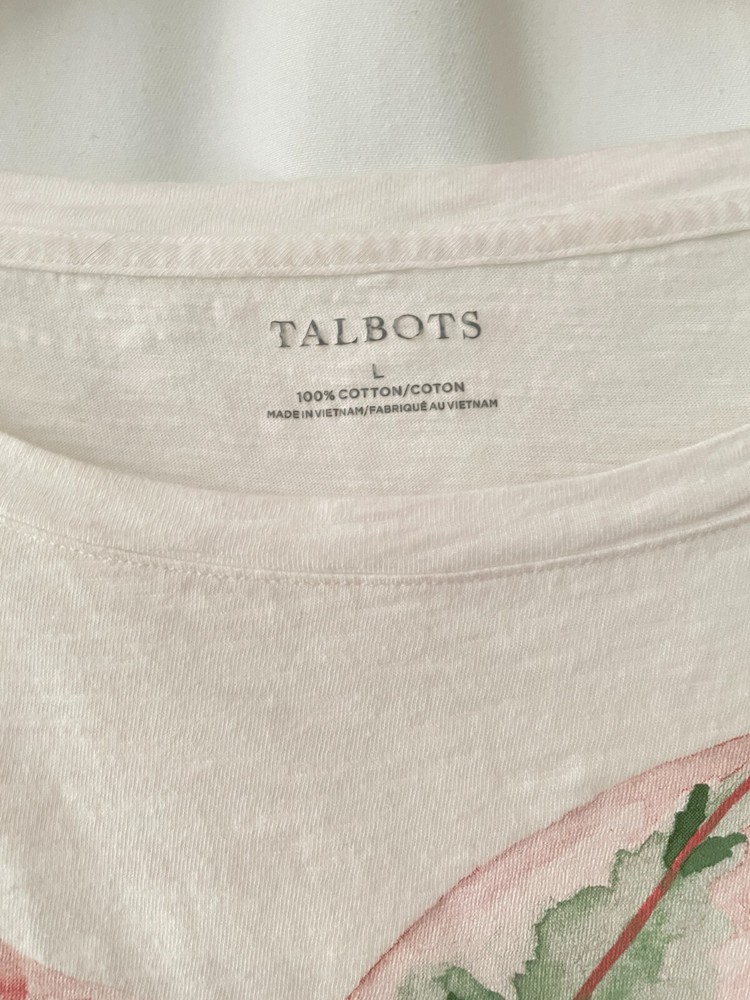 TALBOTS
L
100% COTTON/COTON
MADE IN VIETNAM/FABRIQUÉ AU VIETNAM